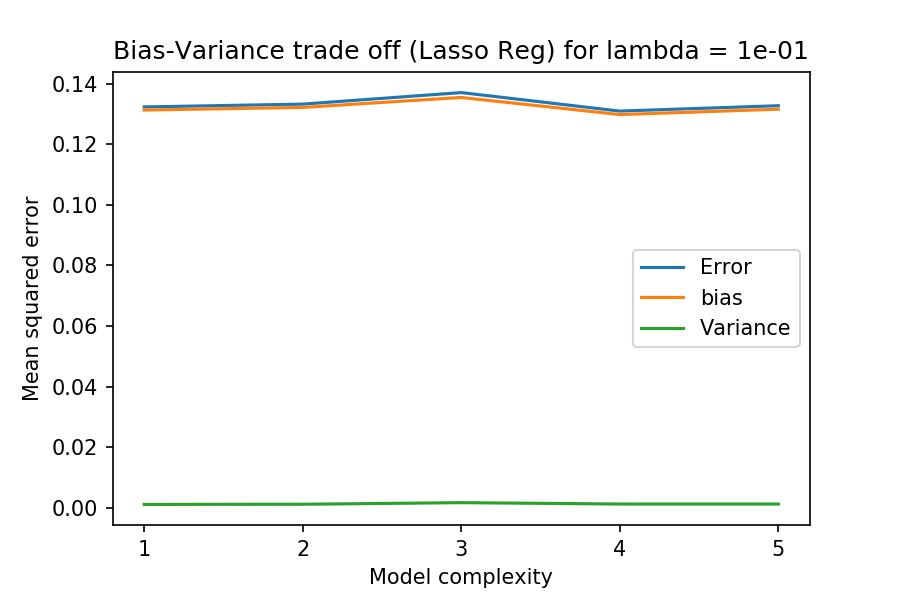 Bias-Variance trade off (Lasso Reg) for lambda = 1e-01
Mean squared error
0.14
0.12
0.10
0.08
0.06
0.04
0.02
0.00
Error
bias
Variance
1 2 3 4 5
Model complexity